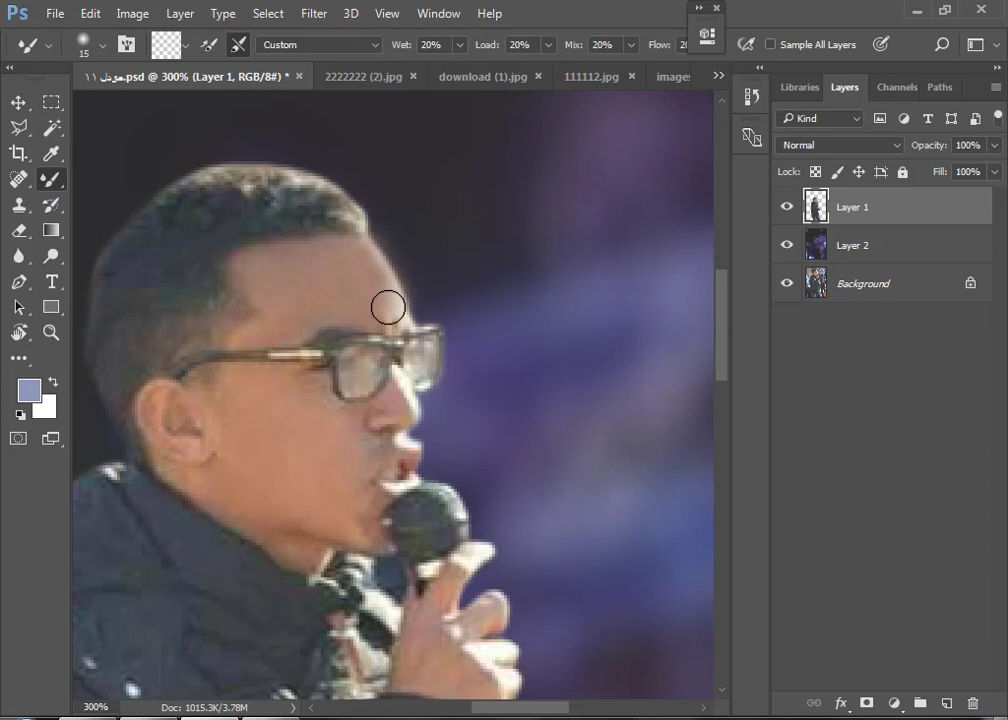 Ps File Edit Image Layer Type Select Filter 3D View Window Help
15 Custom Wet: 20% Load: 20% Mix: 20% Flow: 20 Sample All Layers
مودل ١١.psd @ 300% (Layer 1, RGB/8#) * 2222222 (2).jpg download (1).jpg 111112.jpg images
Libraries Layers Channels Paths
Kind
Normal Opacity: 100%
Lock: Fill: 100%
Layer 1
Layer 2
Background
fx
300% Doc: 1015.3K/3.78M